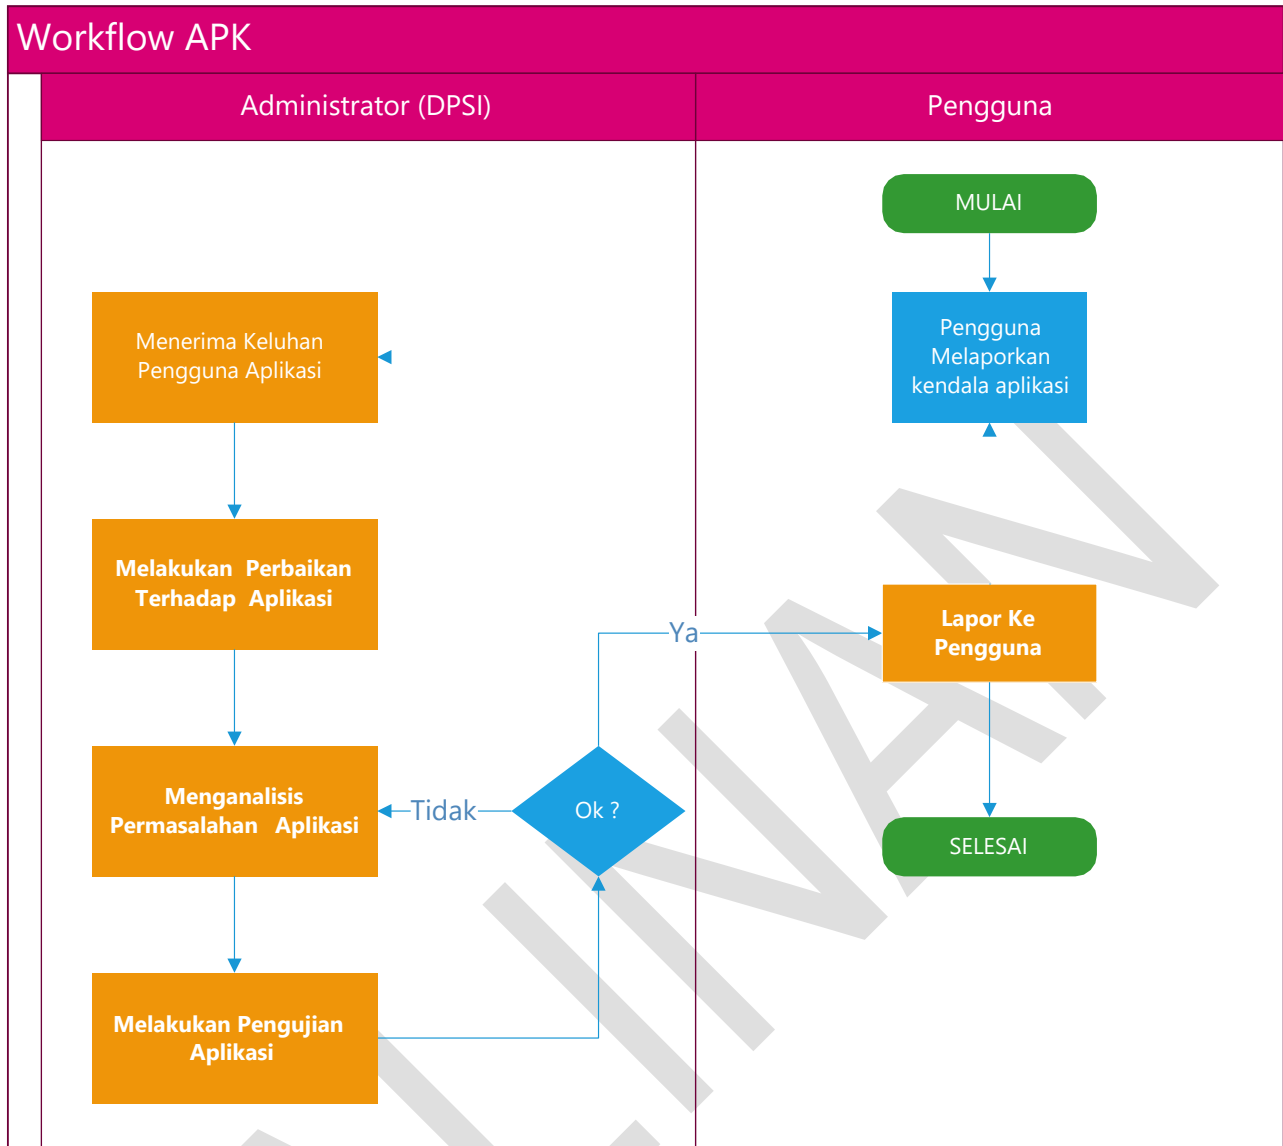 Workflow APK
Administrator (DPSI)
Pengguna
MULAI
Menerima Keluhan
Pengguna Aplikasi
Pengguna
Melaporkan
kendala aplikasi
Melakukan Perbaikan
Terhadap Aplikasi
Ya
Lapor Ke
Pengguna
Menganalisis
Permasalahan Aplikasi
Tidak
Ok ?
SELESAI
Melakukan Pengujian
Aplikasi